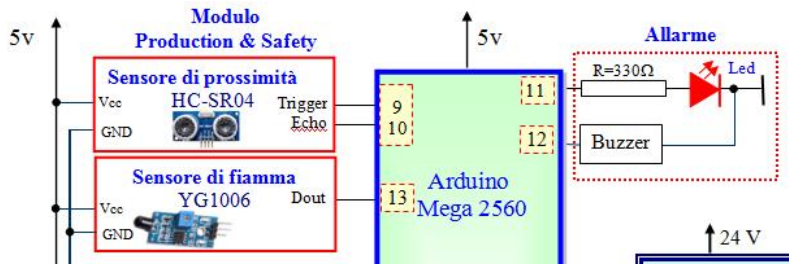 Modulo
Production & Safety
5v
Sensore di prossimità
HC-SR04
Vcc
GND
Trigger
Echo
Sensore di fiamma
YG1006
Vcc
GND
Dout
5v
9
10
13
11
12
Arduino
Mega 2560
Allarme
R=330Ω
Led
Buzzer
24 V